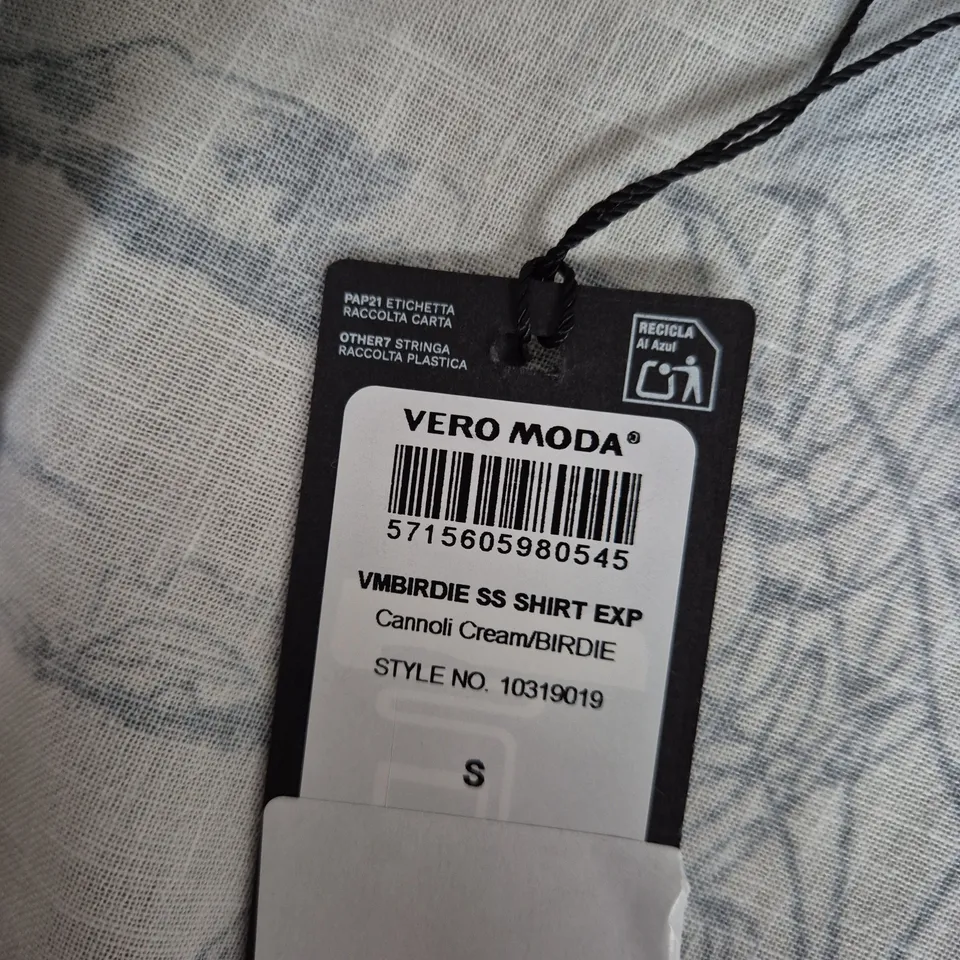 PAP21 ETICHETTA
RACCOLTA CARTA
OTHER7 STRINGA
RACCOLTA PLASTICA
RECICLA
Al Azul
VERO MODA®
5715605980545
VMBIRDIE SS SHIRT EXP
Cannoli Cream/BIRDIE
STYLE NO. 10319019
S